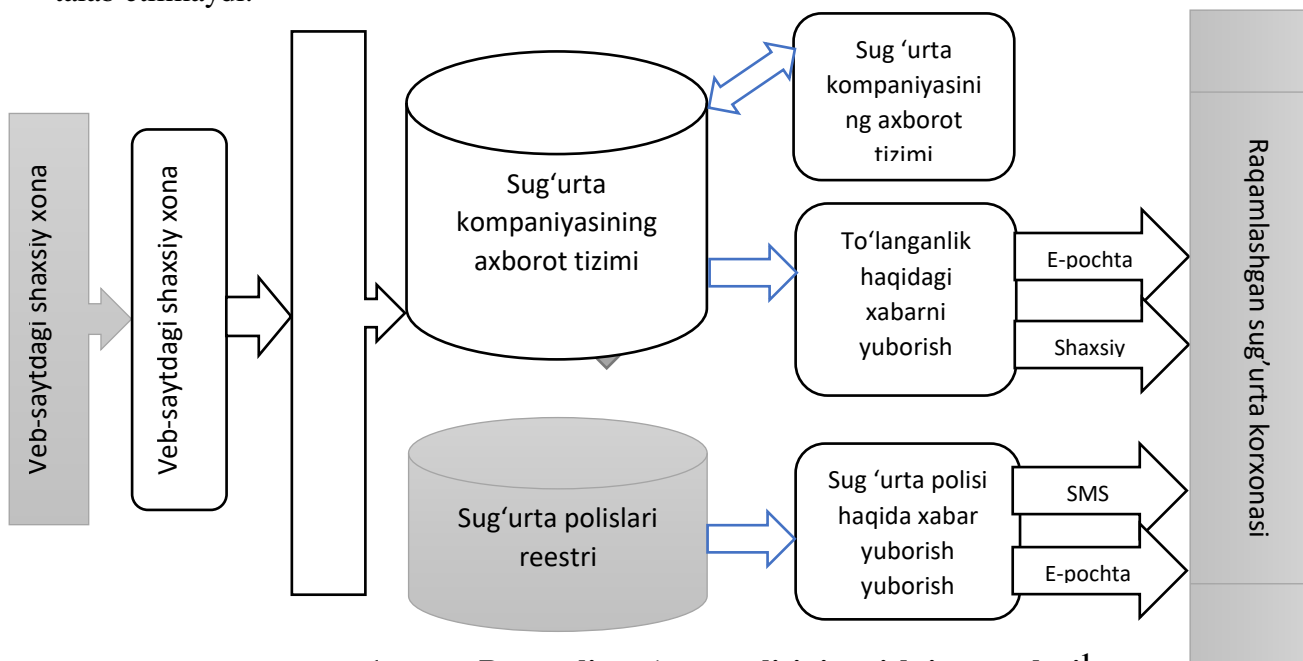 Veb-saytdagi shaxsiy xona
Veb-saytdagi shaxsiy xona
Sug‘urta
kompaniyasining
axborot tizimi
Sug‘urta polislari
reestri
Sug ‘urta
kompaniyasini
ng axborot
tizimi
To‘langanlik
haqidagi
xabarni
yuborish
E-pochta
Shaxsiy
Sug ‘urta polisi
haqida xabar
yuborish
yuborish
SMS
E-pochta
Raqamlashgan sug’urta korxonasi